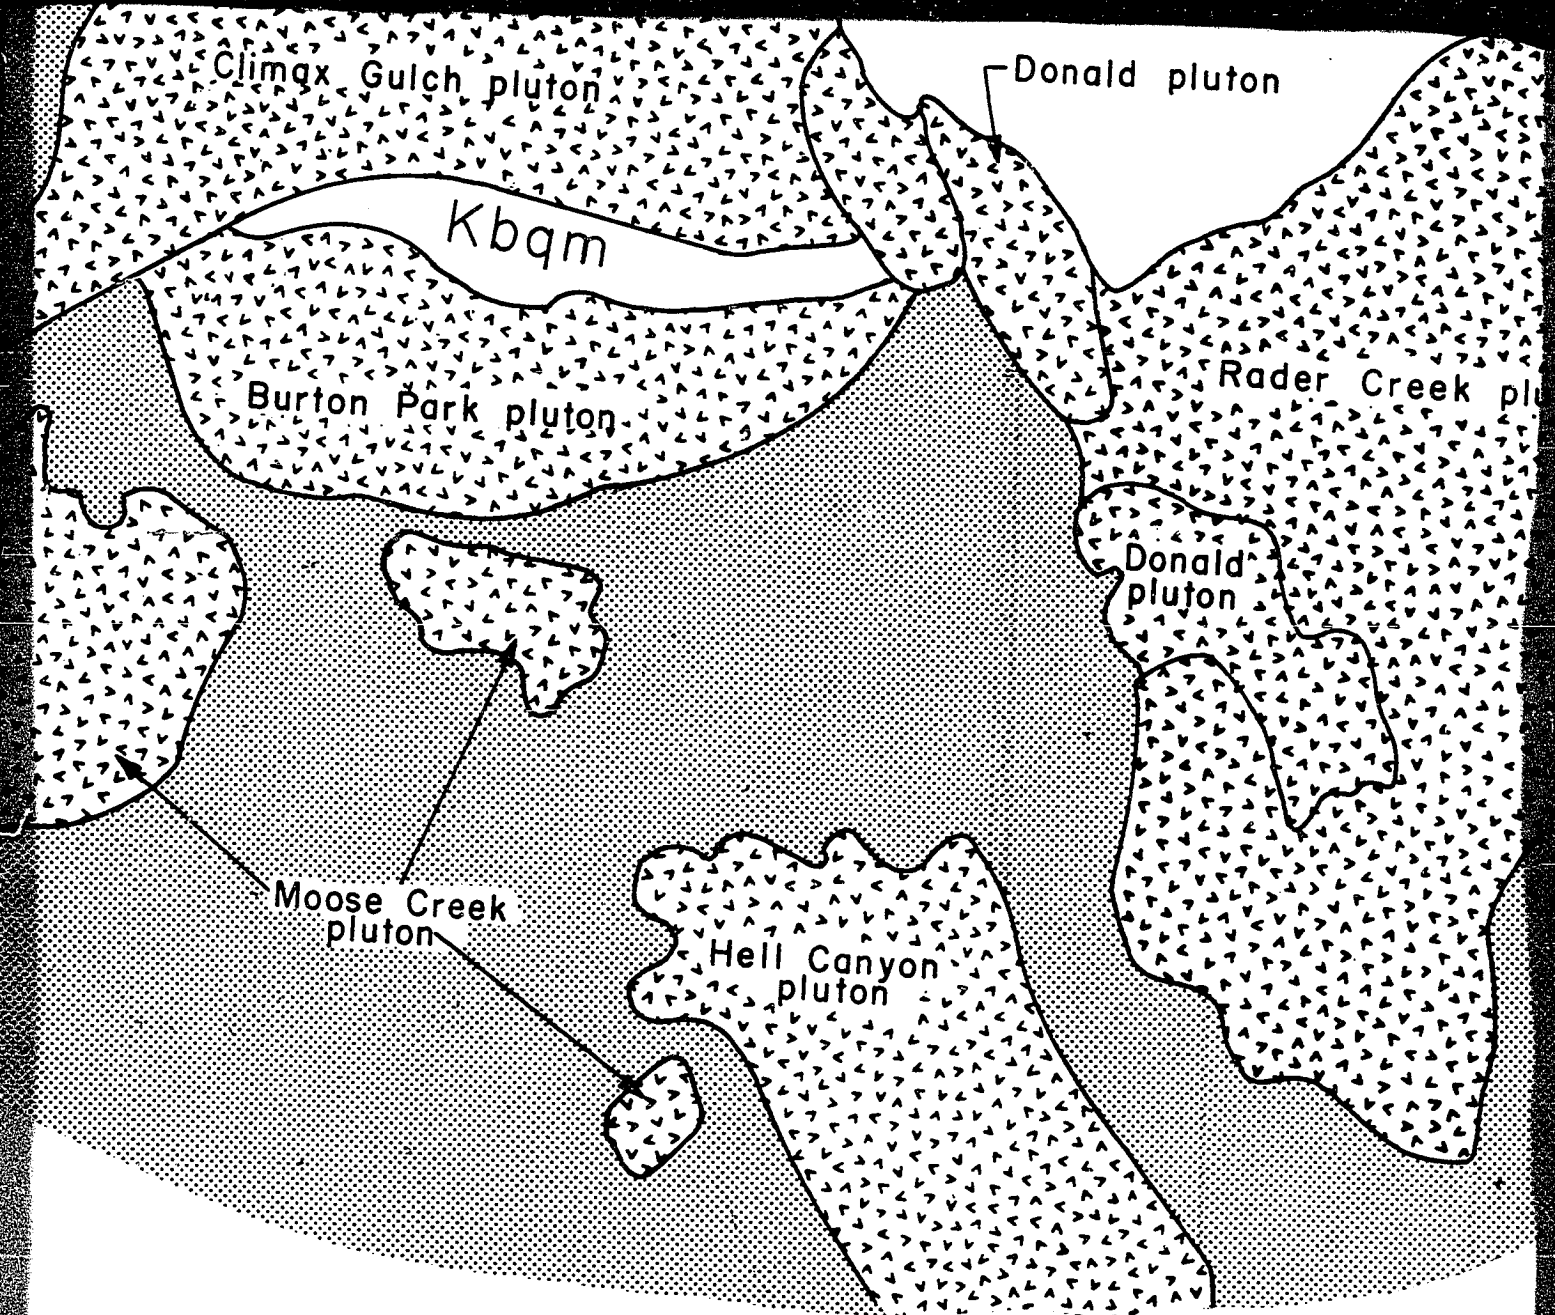 Climax Gulch pluton
Donald pluton
Kbqm
Rader Creek plu
Burton Park pluton
Donald
pluton
Moose Creek
pluton
Hell Canyon
pluton